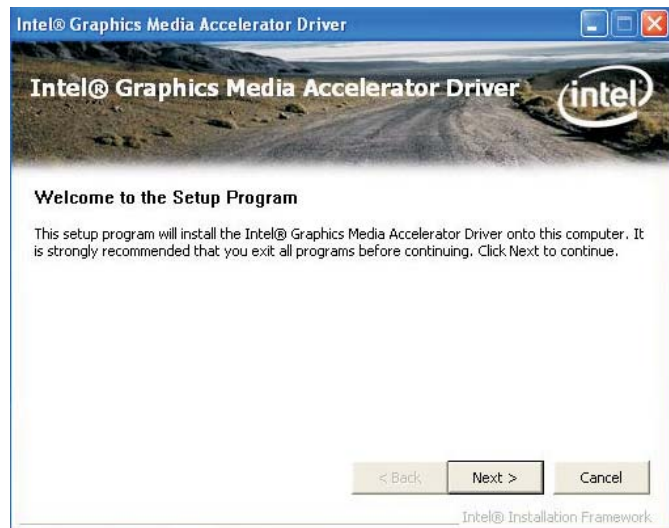 Intel® Graphics Media Accelerator Driver
Intel® Graphics Media Accelerator Driver
intel
Welcome to the Setup Program
This setup program will install the Intel® Graphics Media Accelerator Driver onto this computer. It
is strongly recommended that you exit all programs before continuing. Click Next to continue.
< Back Next > Cancel
Intel® Installation Framework